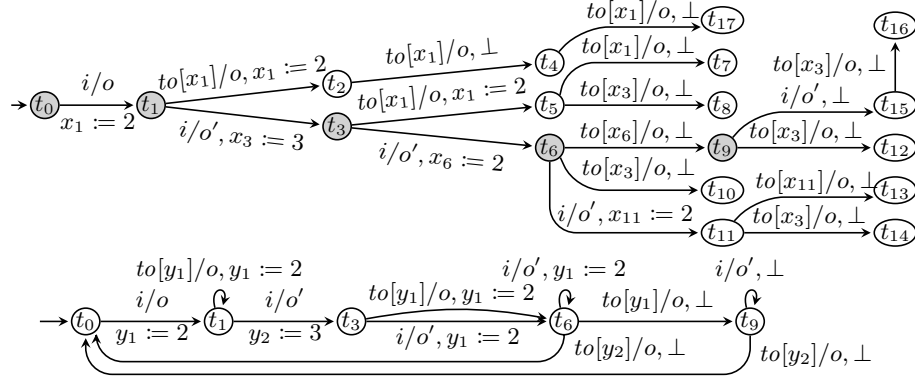 t₁₆
to[x₁]/o, ⊥
t₁₇
to[x₁]/o, x₁ := 2
to[x₁]/o, ⊥
t₄
to[x₁]/o, ⊥
t₇
to[x₃]/o, ⊥
i/o
t₂
to[x₁]/o, x₁ := 2
to[x₃]/o, ⊥
i/o′, ⊥
t₀
x₁ := 2
t₁
i/o′, x₃ := 3
t₃
t₅
t₈
t₁₅
i/o′, x₆ := 2
to[x₆]/o, ⊥
to[x₃]/o, ⊥
t₆
t₉
t₁₂
to[x₃]/o, ⊥
t₁₀
to[x₁₁]/o, ⊥
t₁₃
i/o′, x₁₁ := 2
to[x₃]/o, ⊥
t₁₁
t₁₄
to[y₁]/o, y₁ := 2
i/o′, y₁ := 2
i/o′, ⊥
i/o
i/o′
to[y₁]/o, y₁ := 2
to[y₁]/o, ⊥
t₀
y₁ := 2
t₁
y₂ := 3
t₃
i/o′, y₁ := 2
t₆
t₉
to[y₂]/o, ⊥
to[y₂]/o, ⊥